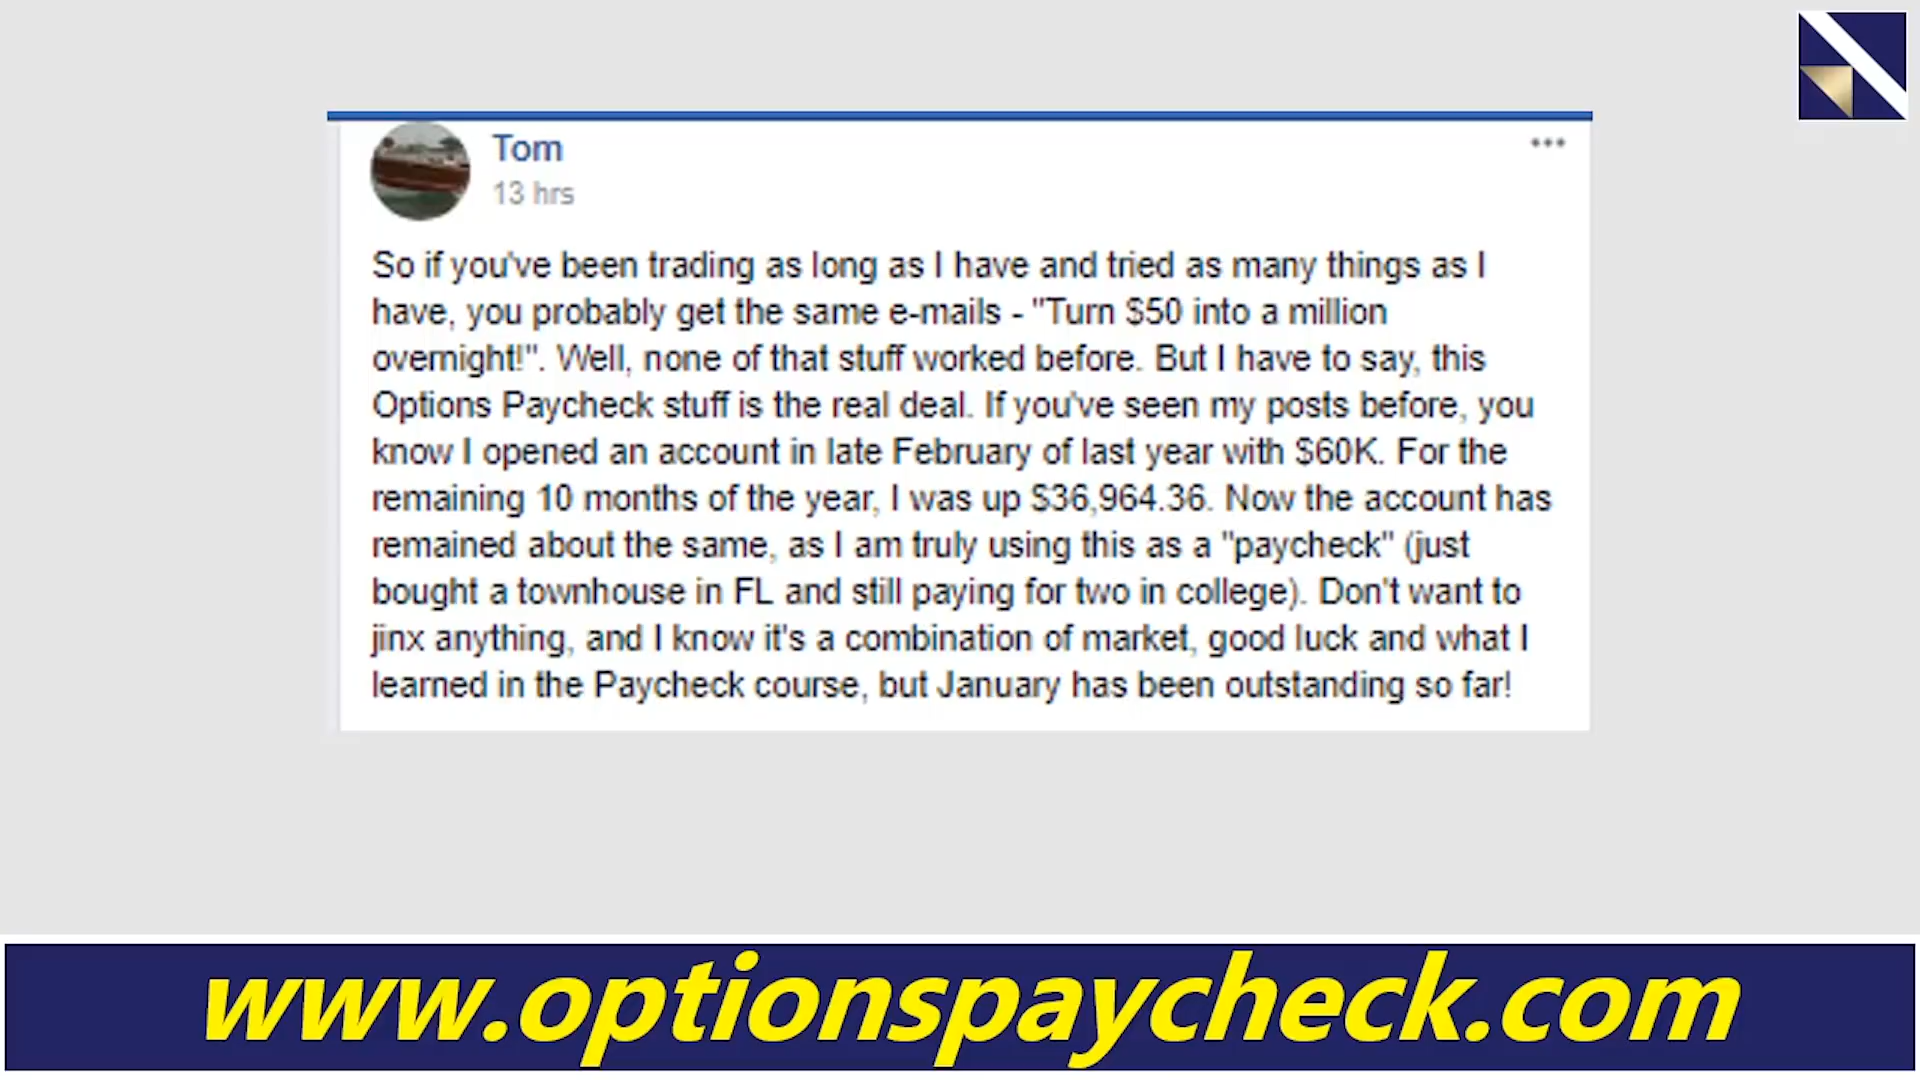 Tom
13 hrs
So if you've been trading as long as I have and tried as many things as I
have, you probably get the same e-mails - "Turn $50 into a million
overnight!". Well, none of that stuff worked before. But I have to say, this
Options Paycheck stuff is the real deal. If you've seen my posts before, you
know I opened an account in late February of last year with $60K. For the
remaining 10 months of the year, I was up $36,964.36. Now the account has
remained about the same, as I am truly using this as a "paycheck" (just
bought a townhouse in FL and still paying for two in college). Don't want to
jinx anything, and I know it's a combination of market, good luck and what I
learned in the Paycheck course, but January has been outstanding so far!
www.optionspaycheck.com